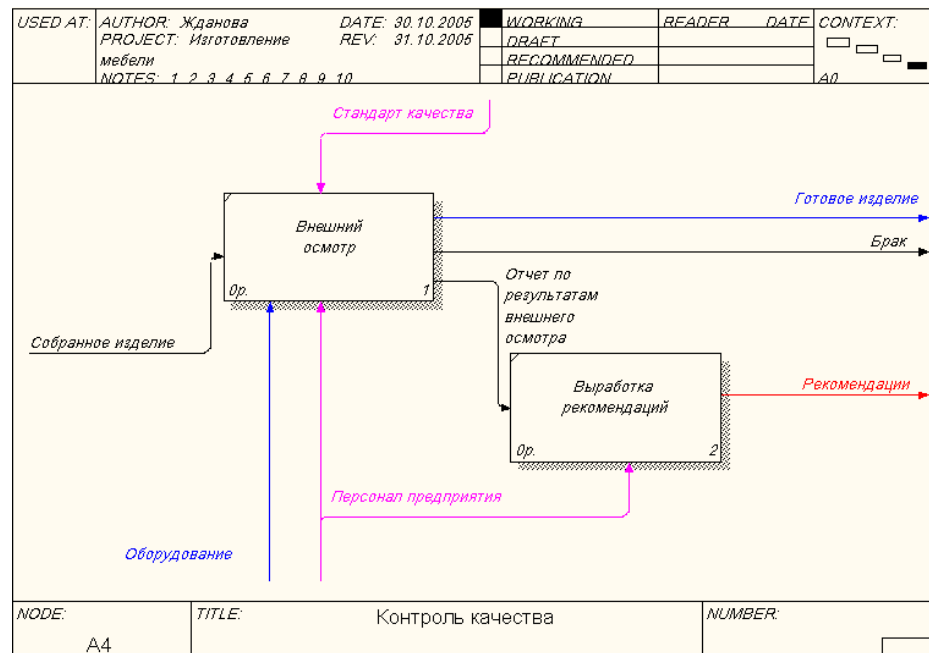 USED AT:
AUTHOR: Жданова
DATE: 30.10.2005
PROJECT: Изготовление
мебели
REV: 31.10.2005
NOTES: 1 2 3 4 5 6 7 8 9 10
WORKING
DRAFT
RECOMMENDED
PUBLICATION
READER DATE
CONTEXT:
A0
Стандарт качества
Готовое изделие
Внешний
осмотр
0р. 1
Брак
Отчет по
результатам
внешнего
осмотра
Собранное изделие
Выработка
рекомендаций
0р. 2
Рекомендации
Персонал предприятия
Оборудование
NODE:
A4
TITLE:
Контроль качества
NUMBER: